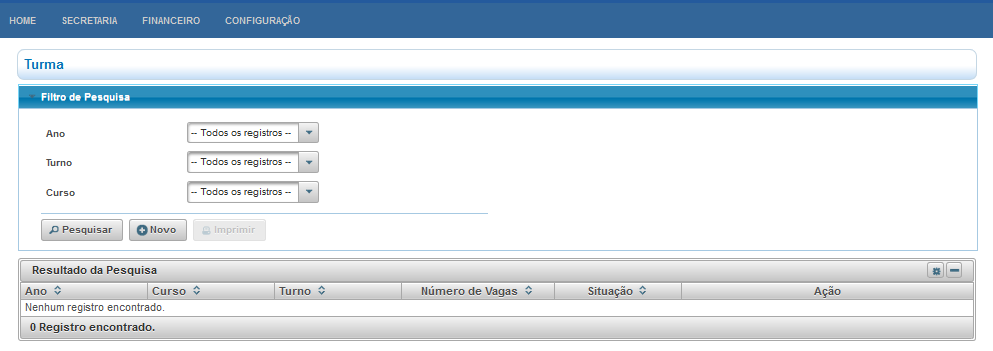 HOME SECRETARIA FINANCEIRO CONFIGURAÇÃO
Turma
Filtro de Pesquisa
Ano -- Todos os registros --
Turno -- Todos os registros --
Curso -- Todos os registros --
Pesquisar Novo Imprimir
Resultado da Pesquisa
Ano Curso Turno Número de Vagas Situação Ação
Nenhum registro encontrado.
0 Registro encontrado.